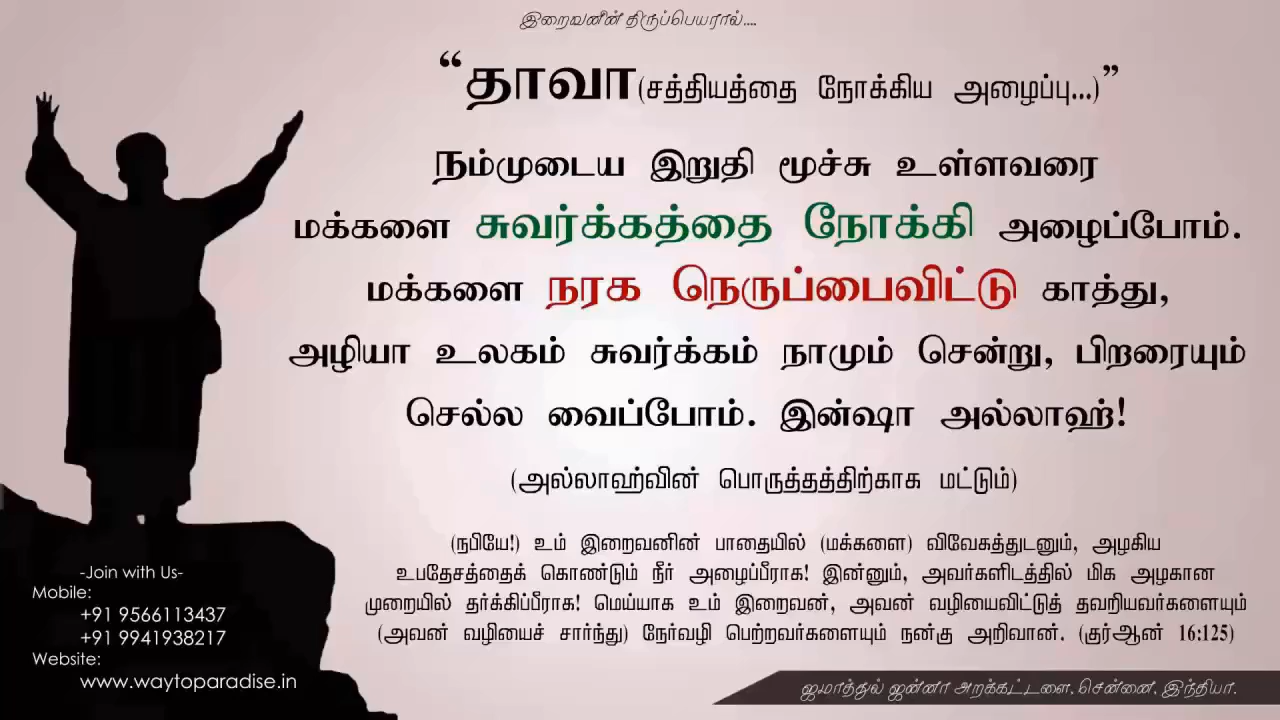 இறைவனின் திருப்பெயரால்....
“தாவா(சத்தியத்தை நோக்கிய அழைப்பு...)”
நம்முடைய இறுதி மூச்சு உள்ளவரை
மக்களை சுவர்க்கத்தை நோக்கி அழைப்போம்.
மக்களை நரக நெருப்பைவிட்டு காத்து,
அழியா உலகம் சுவர்க்கம் நாமும் சென்று, பிறரையும்
செல்ல வைப்போம். இன்ஷா அல்லாஹ்!
(அல்லாஹ்வின் பொருத்தத்திற்காக மட்டும்)
(நபியே!) உம் இறைவனின் பாதையில் (மக்களை) விவேகத்துடனும், அழகிய
உபதேசத்தைக் கொண்டும் நீர் அழைப்பீராக! இன்னும், அவர்களிடத்தில் மிக அழகான
முறையில் தர்க்கிப்பீராக! மெய்யாக உம் இறைவன், அவன் வழியைவிட்டுத் தவறியவர்களையும்
(அவன் வழியைச் சார்ந்து) நேர்வழி பெற்றவர்களையும் நன்கு அறிவான். (குர்ஆன் 16:125)
-Join with Us-
Mobile:
+91 9566113437
+91 9941938217
Website:
www.waytoparadise.in
ஜமாத்துல் ஜன்னா அறக்கட்டளை, சென்னை, இந்தியா.